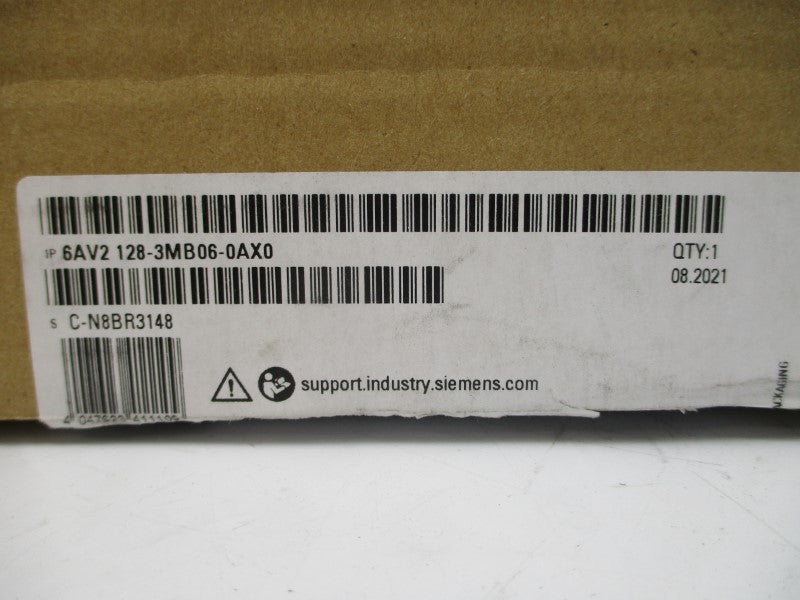 1P 6AV2 128-3MB06-0AX0
QTY:1
08.2021
S C-N8BR3148
support.industry.siemens.com